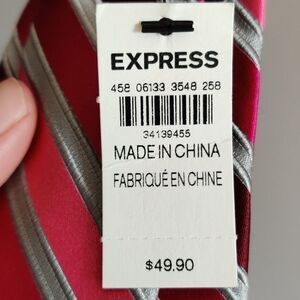 EXPRESS
458 06133 3548 258
34139455
MADE IN CHINA
FABRIQUÉ EN CHINE
$49.90